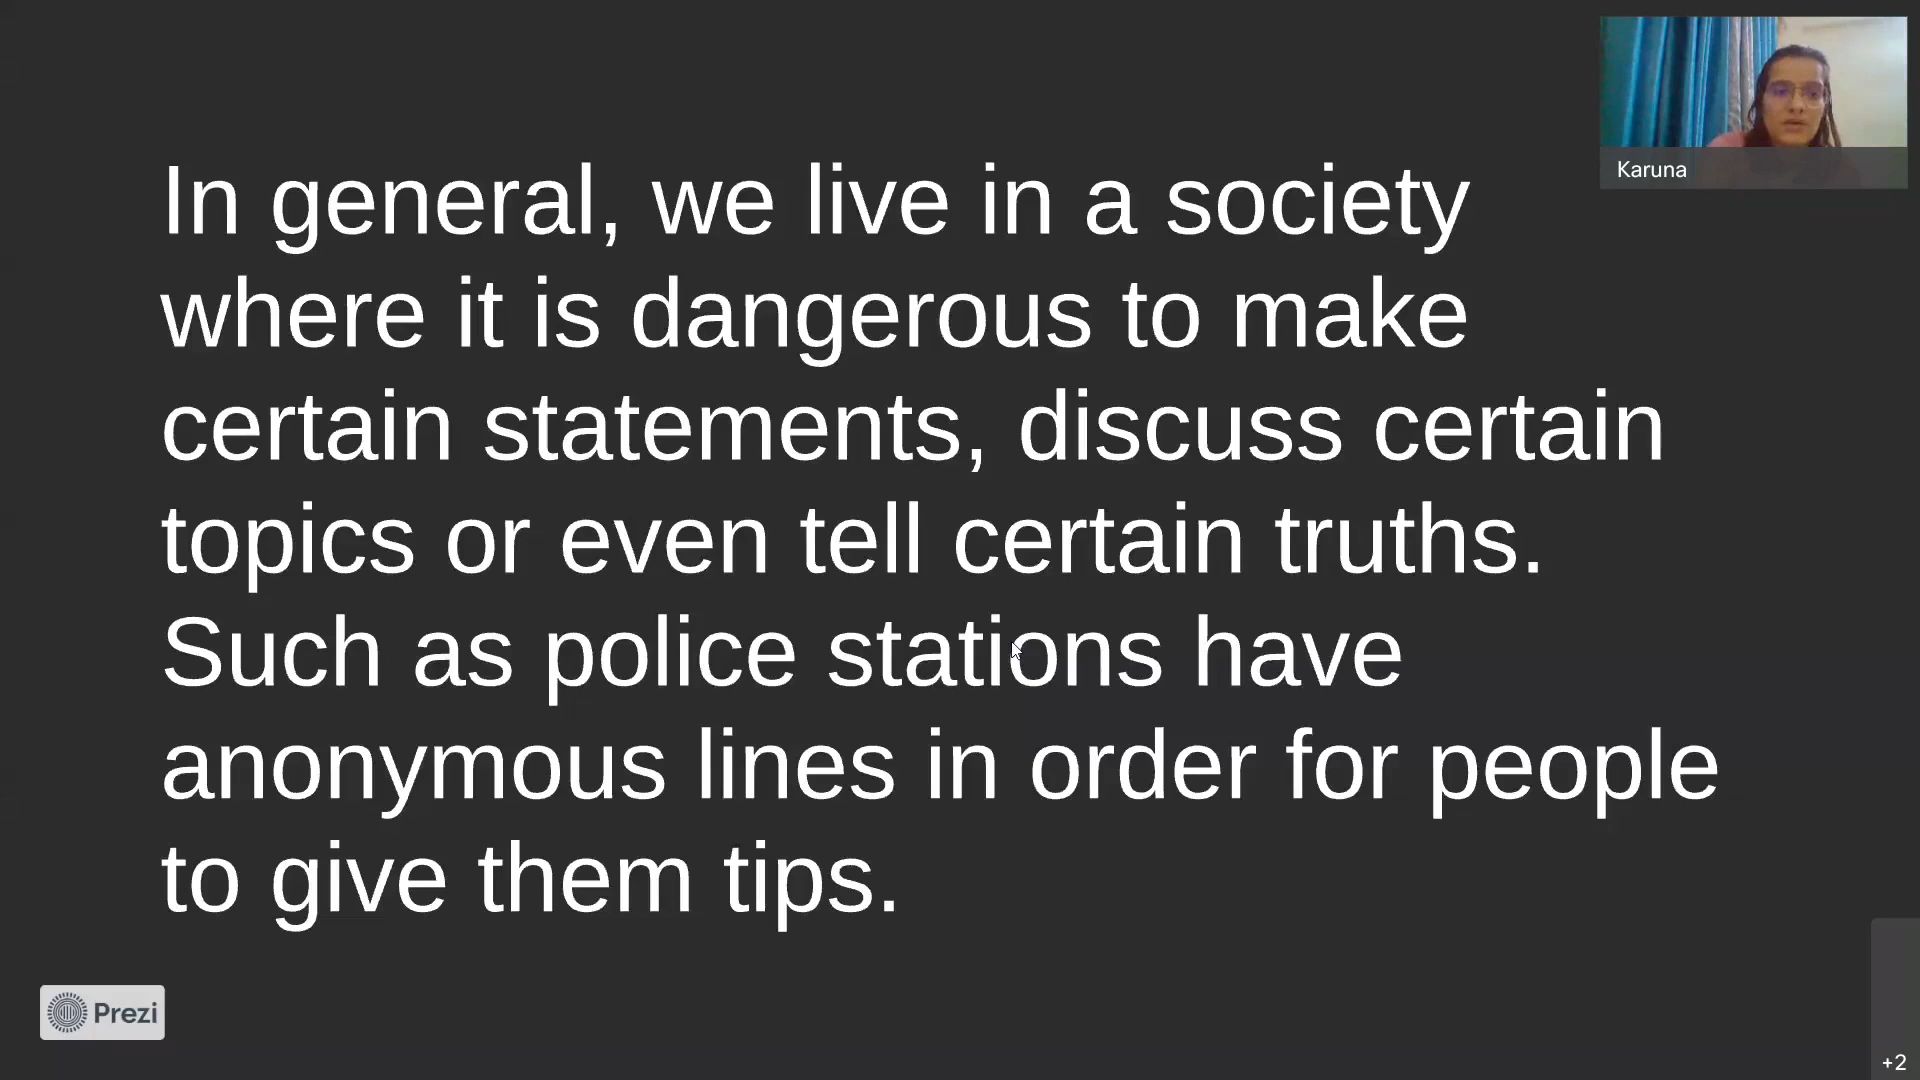 Karuna
In general, we live in a society
where it is dangerous to make
certain statements, discuss certain
topics or even tell certain truths.
Such as police stations have
anonymous lines in order for people
to give them tips.
Prezi
+2